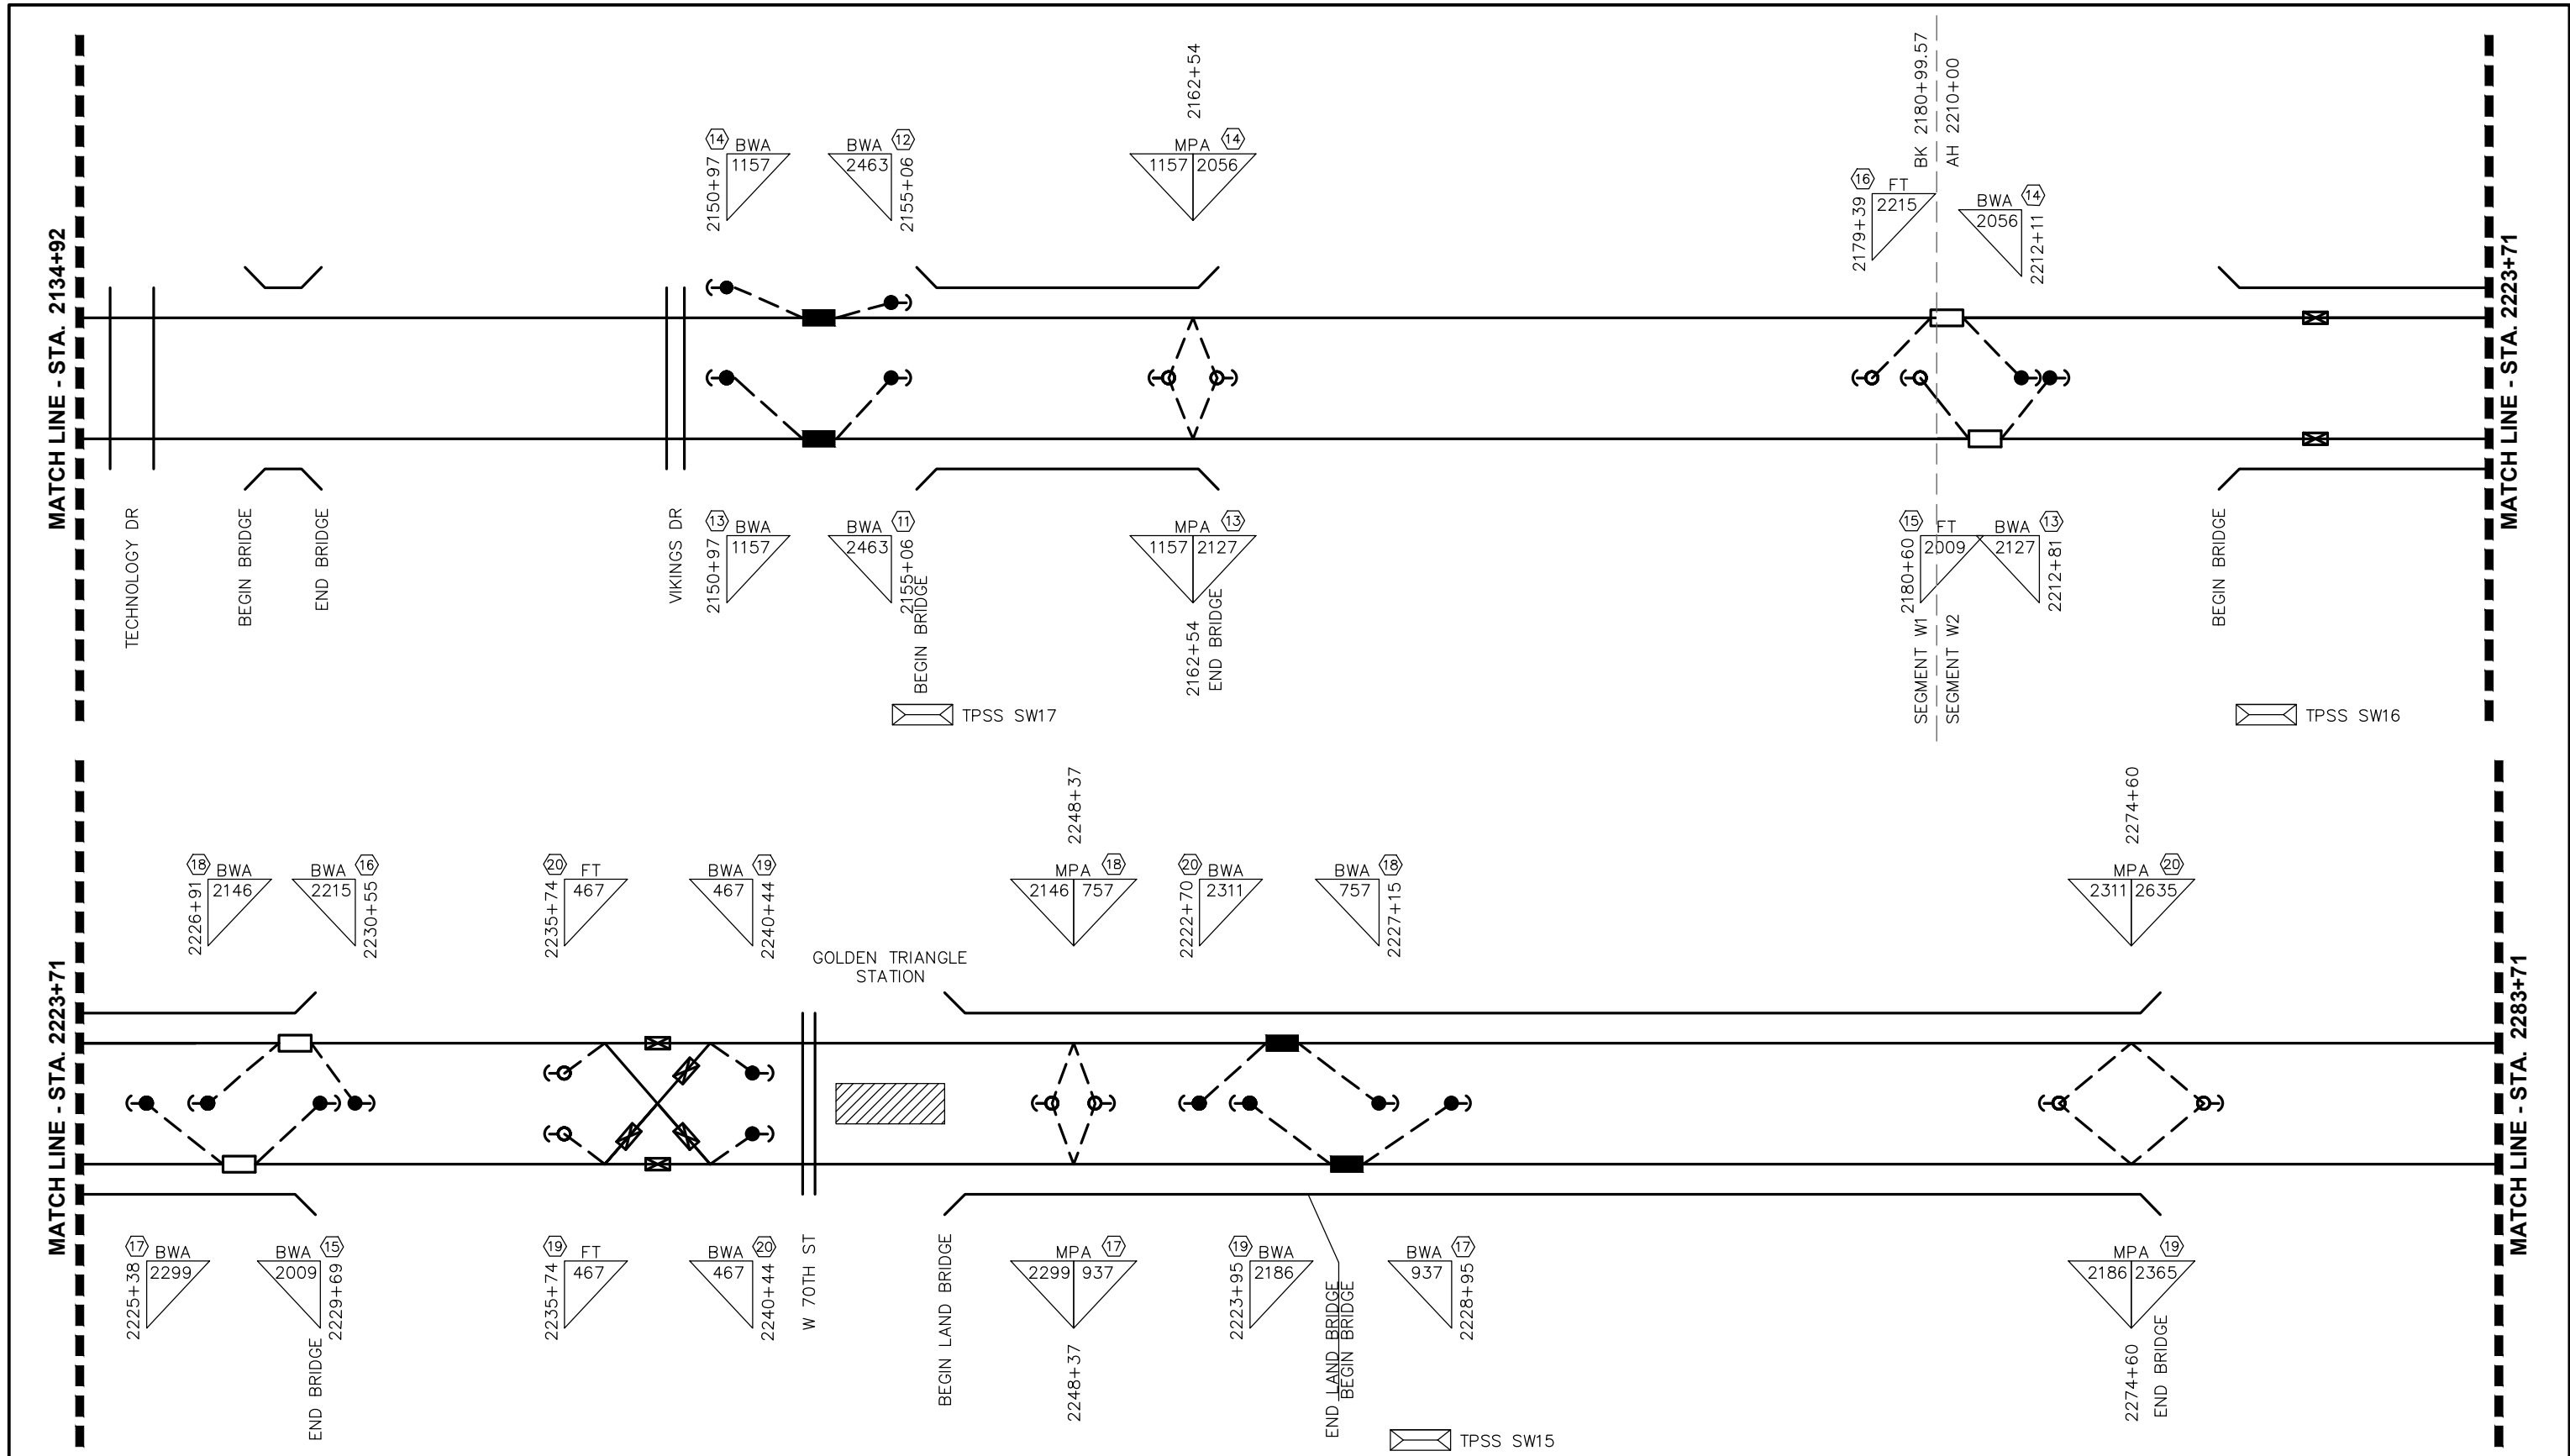 MATCH LINE - STA. 2134+92
TECHNOLOGY DR
BEGIN BRIDGE
END BRIDGE
VIKINGS DR
14 BWA
1157
2150+97
BWA 12
2463
2155+06
2162+54
MPA 14
1157 2056
BK 2180+99.57
AH 2210+00
16 FT
2215
2179+39
BWA 14
2056
2212+11
MATCH LINE - STA. 2223+71
13 BWA
1157
2150+97
BWA 11
2463
2155+06
BEGIN BRIDGE
MPA 13
1157 2127
2162+54
END BRIDGE
15 FT
2009
2180+60
BWA 13
2127
2212+81
SEGMENT W1
SEGMENT W2
BEGIN BRIDGE
TPSS SW17
TPSS SW16
MATCH LINE - STA. 2223+71
18 BWA
2146
2226+91
BWA 16
2215
2230+55
20 FT
467
2235+74
BWA 19
467
2240+44
GOLDEN TRIANGLE
STATION
2248+37
MPA 18
2146 757
20 BWA
2311
2222+70
BWA 18
757
2227+15
2274+60
MPA 20
2311 2635
MATCH LINE - STA. 2283+71
17 BWA
2299
2225+38
BWA 15
2009
2229+69
END BRIDGE
19 FT
467
2235+74
BWA 20
467
2240+44
W 70TH ST
BEGIN LAND BRIDGE
MPA 17
2299 937
2248+37
19 BWA
2186
2223+95
END LAND BRIDGE
BEGIN BRIDGE
BWA 17
937
2228+95
MPA 19
2186 2365
2274+60
END BRIDGE
TPSS SW15